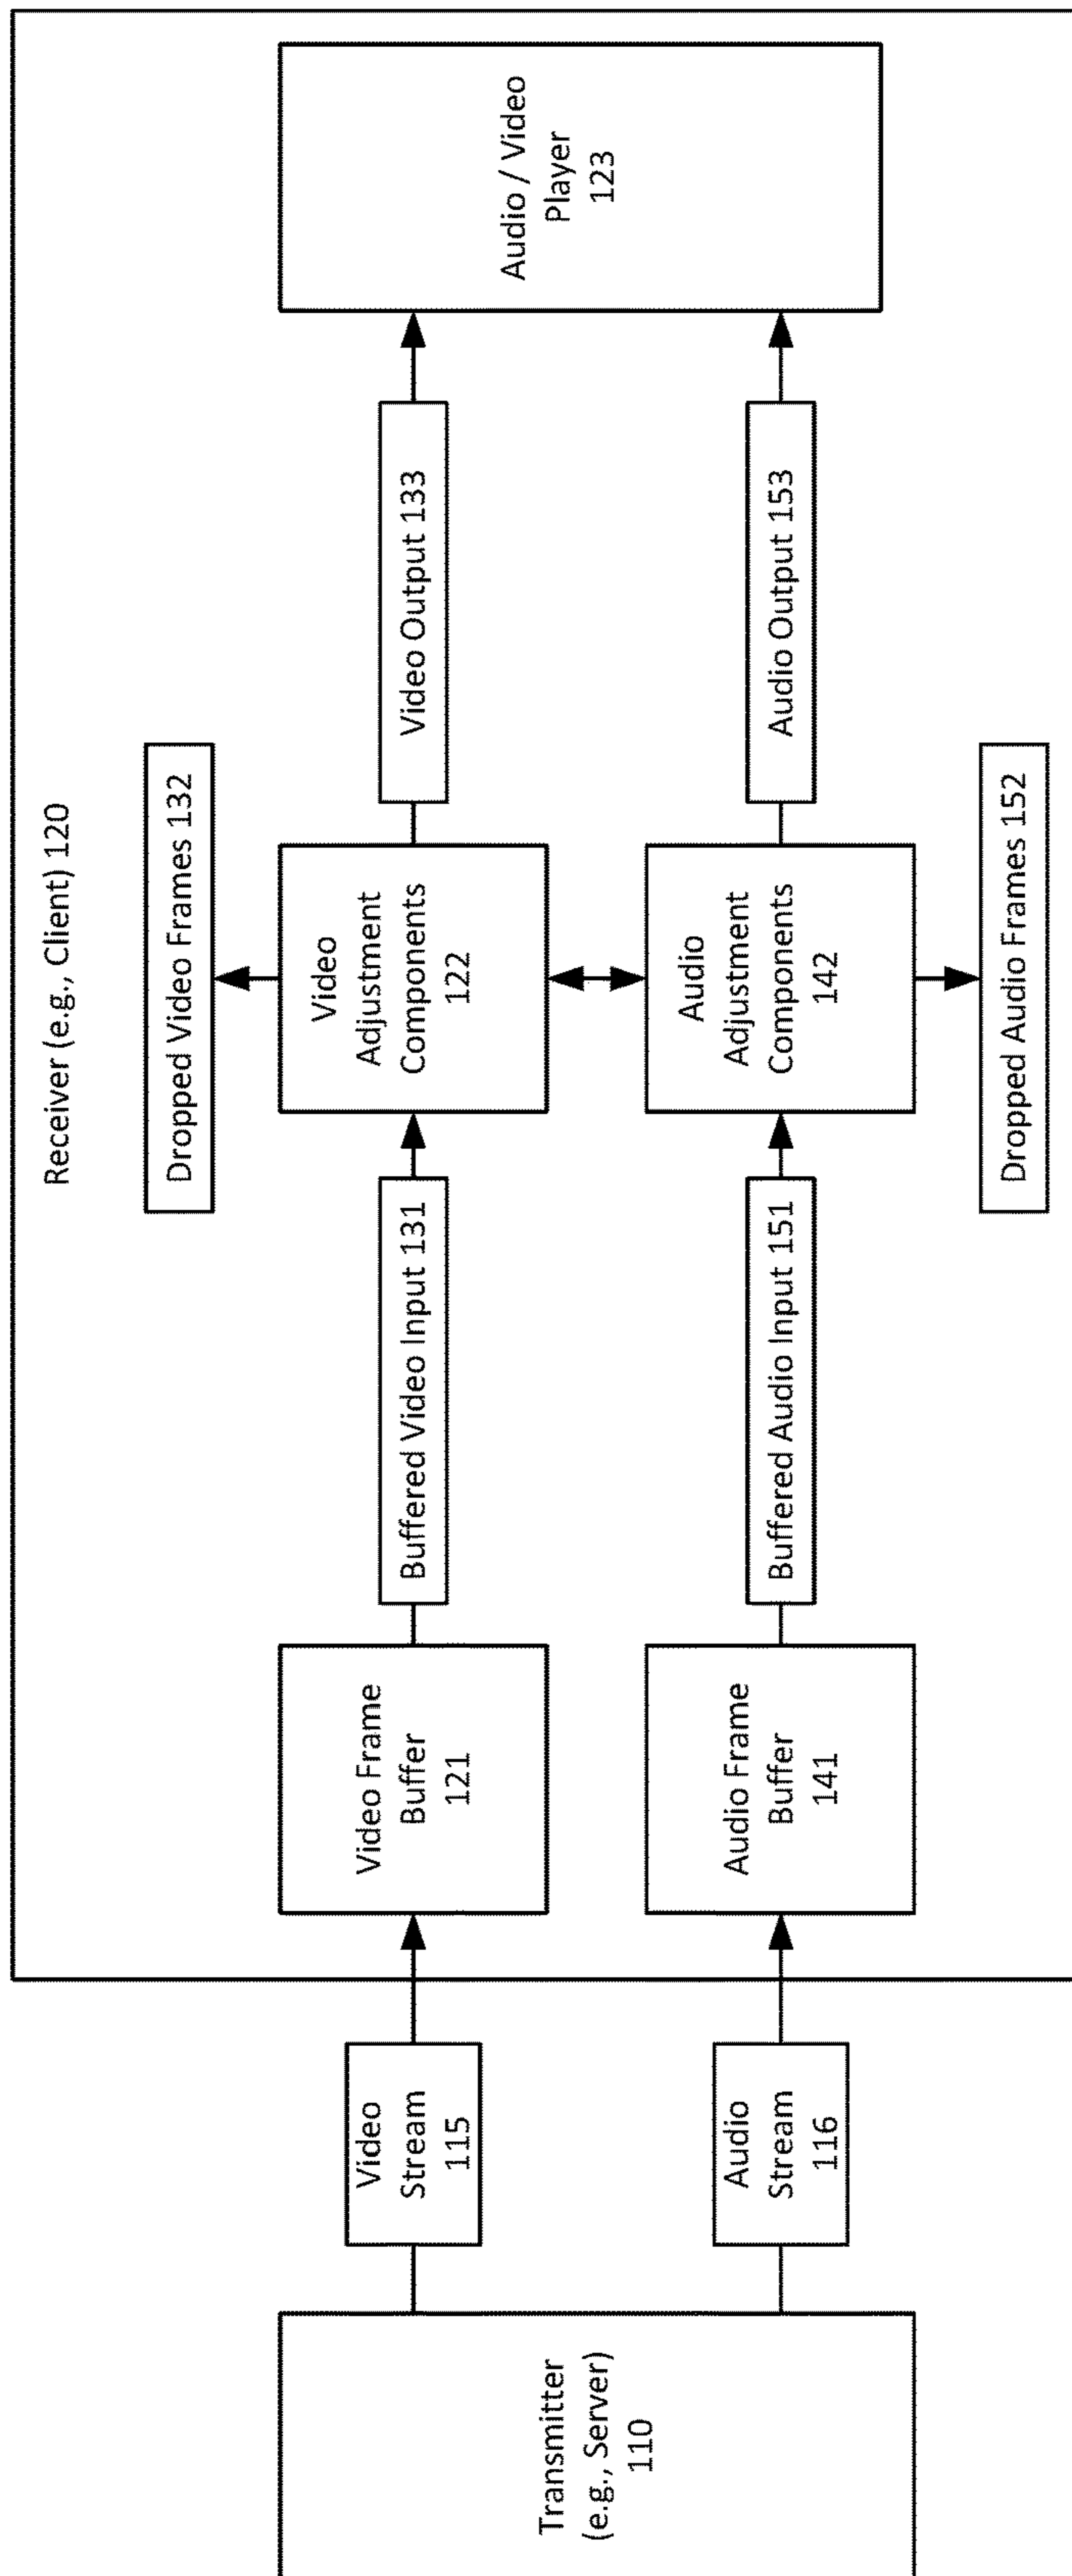 Receiver (e.g., Client) 120
Dropped Video Frames 132
Transmitter
(e.g., Server)
110
Video
Stream
115
Video Frame
Buffer
121
Buffered Video Input 131
Video
Adjustment
Components
122
Video Output 133
Audio / Video
Player
123
Audio
Stream
116
Audio Frame
Buffer
141
Buffered Audio Input 151
Audio
Adjustment
Components
142
Audio Output 153
Dropped Audio Frames 152